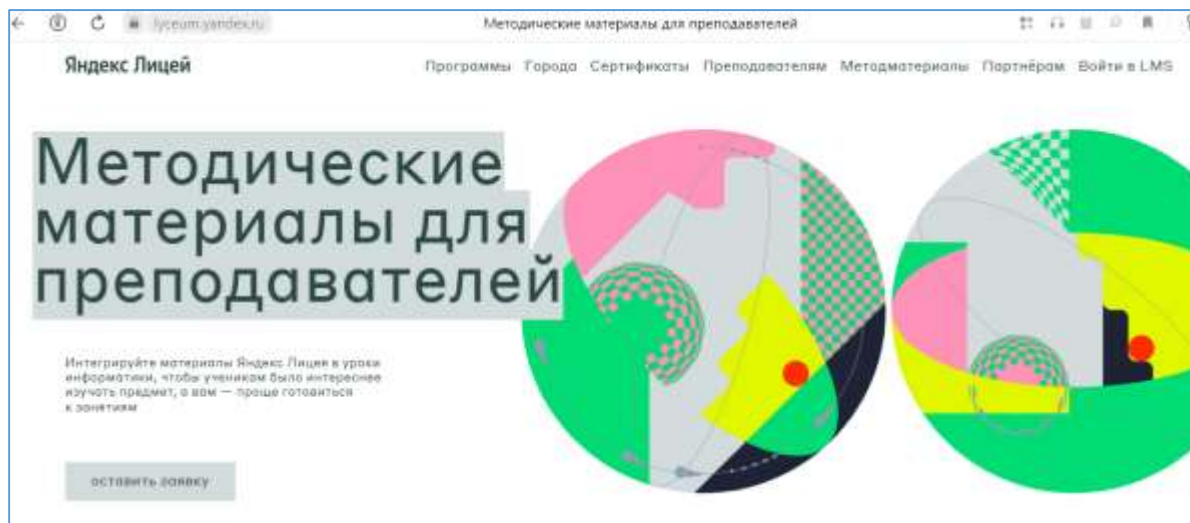 lyceum.yandex.ru
Методические материалы для преподавателей
Яндекс Лицей
Программы Города Сертификаты Преподавателям Методматериалы Партнёрам Войти в LMS
Методические
материалы для
преподавателей
Интегрируйте материалы Яндекс Лицея в уроки
информатики, чтобы ученикам было интереснее
изучать предмет, а вам — проще готовиться
к занятиям
оставить заявку